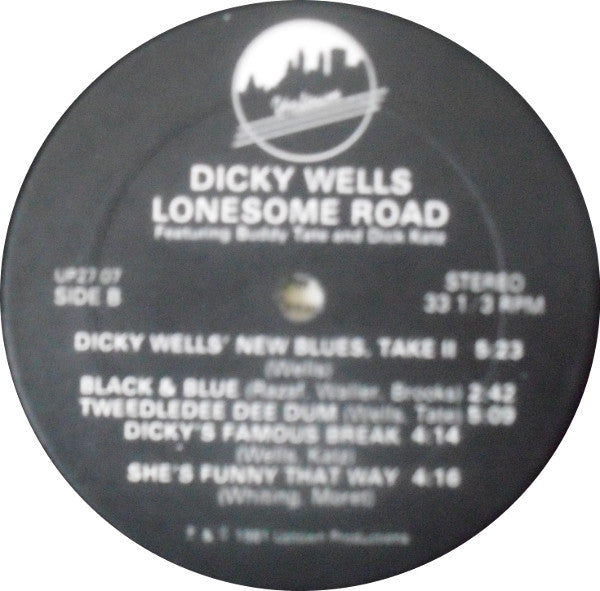 Uptown
DICKY WELLS
LONESOME ROAD
Featuring Buddy Tate and Dick Katz
UP27.07
SIDE B
STEREO
33 1/3 RPM
DICKY WELLS' NEW BLUES, TAKE II 5:23
(Wells)
BLACK & BLUE (Razaf, Waller, Brooks) 2:42
TWEEDLEDEE DEE DUM (Wells, Tate) 5:09
DICKY'S FAMOUS BREAK 4:14
(Wells, Katz)
SHE'S FUNNY THAT WAY 4:16
(Whiting, Moret)
& 1981 Uptown Productions